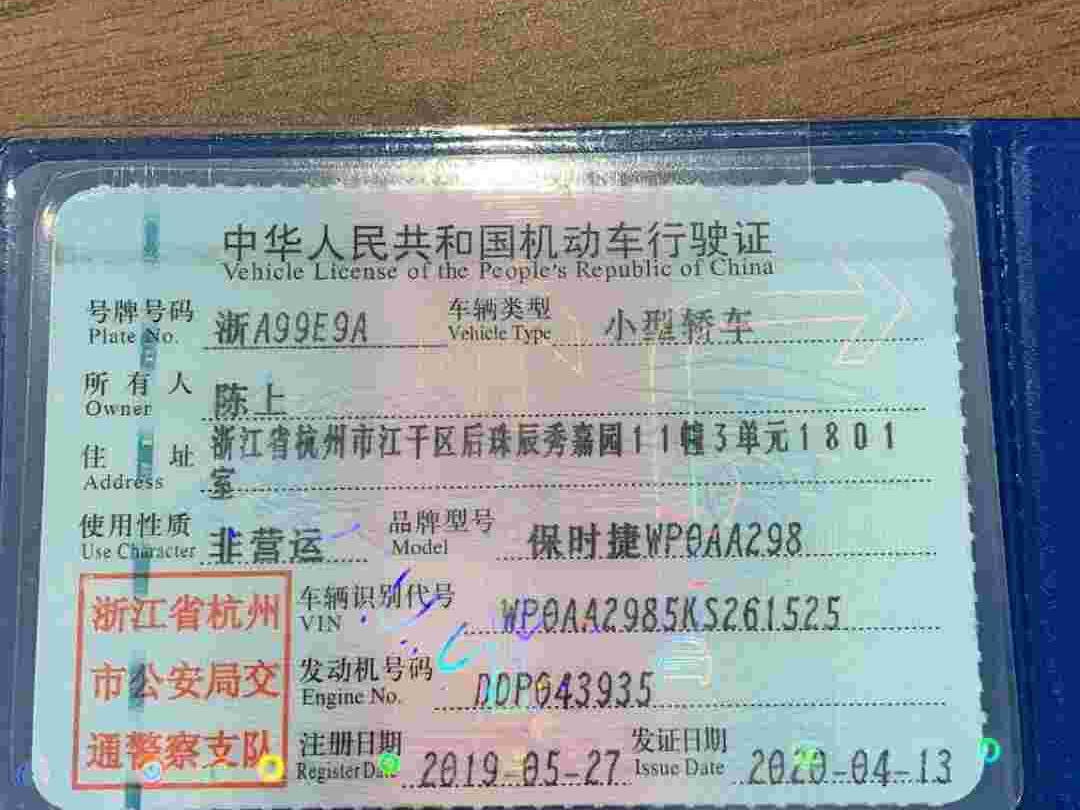 中华人民共和国机动车行驶证
Vehicle License of the People's Republic of China
号牌号码 浙A99E9A 车辆类型 小型轿车
Plate No. Vehicle Type
所有人 陈上
Owner
浙江省杭州市江干区后珠辰秀嘉园11幢3单元1801
住址 室
Address
使用性质 非营运 品牌型号 保时捷WP0AA298
Use Character Model
浙江省杭州 车辆识别代号 WP0AA2985KS261525
VIN
市公安局交 发动机号码 DDP043935
Engine No.
通警察支队 注册日期 2019-05-27 发证日期 2020-04-13
Register Date Issue Date